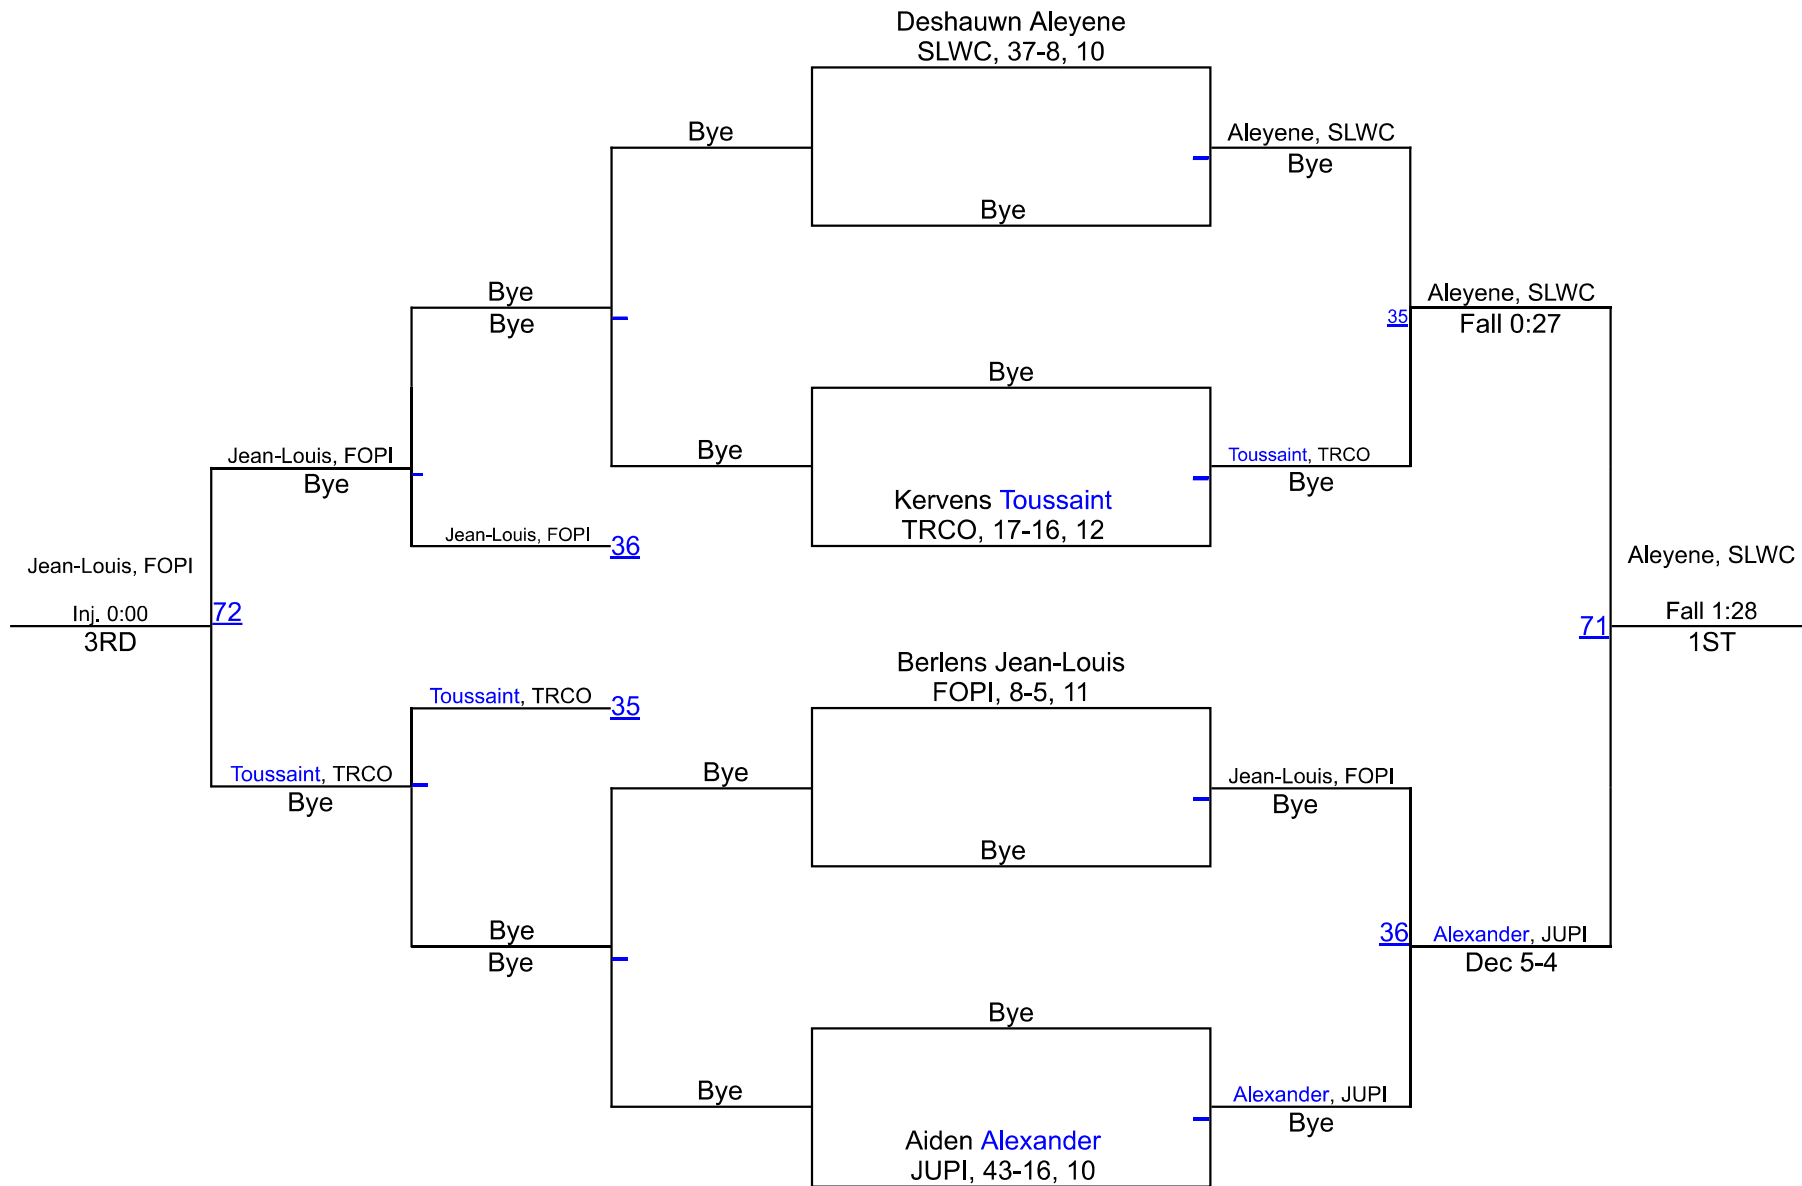 Deshauwn Aleyene
SLWC, 37-8, 10
Bye
Aleyene, SLWC
Bye
Bye
Bye
Bye
Aleyene, SLWC
35
Fall 0:27
Bye
Bye
Jean-Louis, FOPI
Bye
Toussaint, TRCO
Bye
Kervens Toussaint
TRCO, 17-16, 12
Jean-Louis, FOPI
36
Jean-Louis, FOPI
Inj. 0:00
72
3RD
Aleyene, SLWC
Fall 1:28
71
1ST
Berlens Jean-Louis
FOPI, 8-5, 11
Toussaint, TRCO
35
Toussaint, TRCO
Bye
Bye
Jean-Louis, FOPI
Bye
Bye
Bye
Bye
36
Alexander, JUPI
Dec 5-4
Bye
Bye
Alexander, JUPI
Bye
Aiden Alexander
JUPI, 43-16, 10